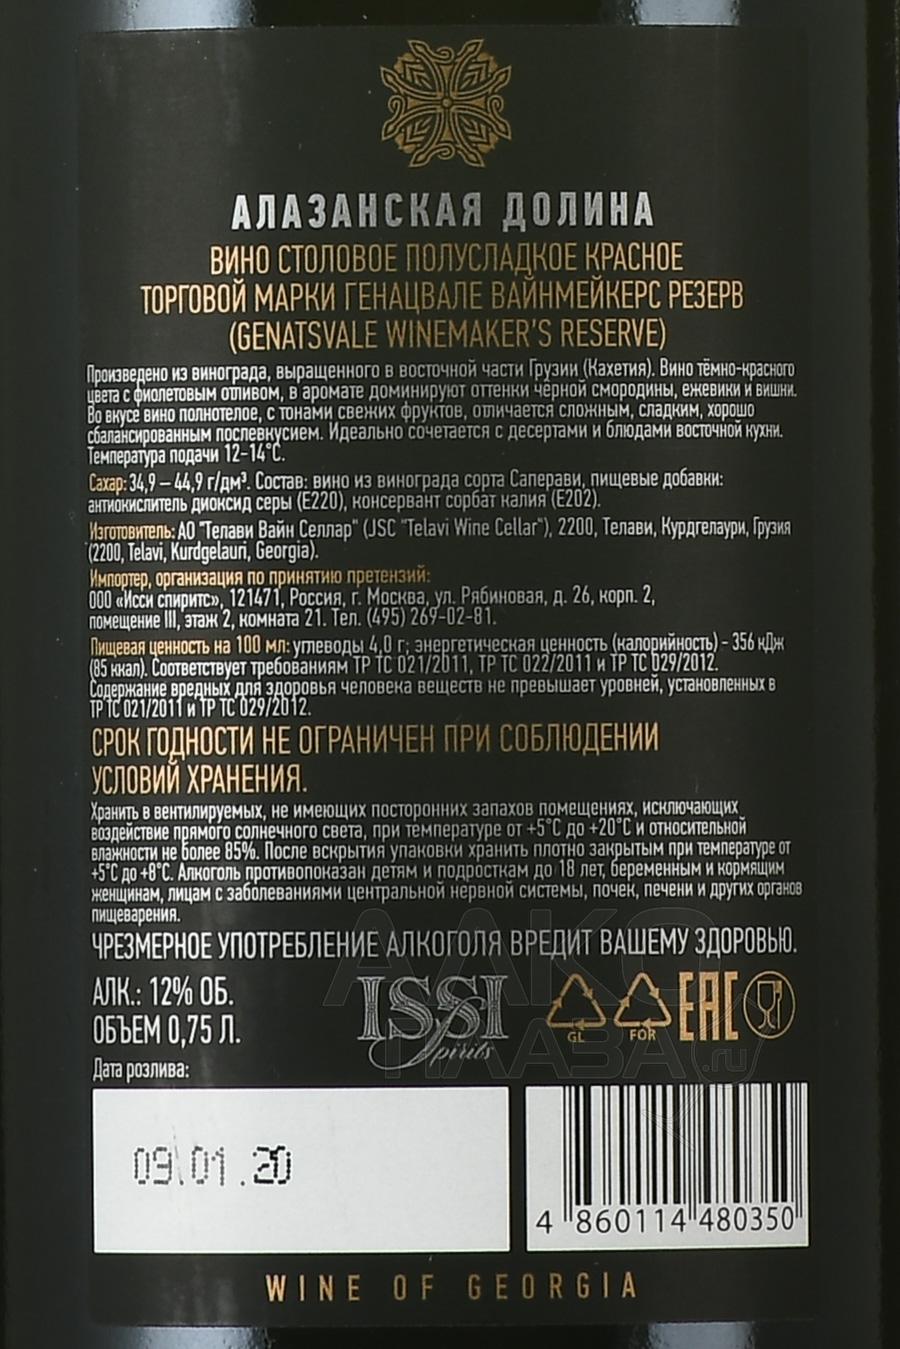 АЛАЗАНСКАЯ ДОЛИНА
ВИНО СТОЛОВОЕ ПОЛУСЛАДКОЕ КРАСНОЕ
ТОРГОВОЙ МАРКИ ГЕНАЦВАЛЕ ВАЙНМЕЙКЕРС РЕЗЕРВ
(GENATSVALE WINEMAKER'S RESERVE)
Произведено из винограда, выращенного в восточной части Грузии (Кахетия). Вино тёмно-красного
цвета с фиолетовым отливом, в аромате доминируют оттенки чёрной смородины, ежевики и вишни.
Во вкусе вино полнотелое, с тонами свежих фруктов, отличается сложным, сладким, хорошо
сбалансированным послевкусием. Идеально сочетается с десертами и блюдами восточной кухни.
Температура подачи 12-14°С.
Сахар: 34,9 – 44,9 г/дм³. Состав: вино из винограда сорта Саперави, пищевые добавки:
антиокислитель диоксид серы (Е220), консервант сорбат калия (Е202).
Изготовитель: АО "Телави Вайн Селлар" (JSC "Telavi Wine Cellar"), 2200, Телави, Курдгелаури, Грузия
(2200, Telavi, Kurdgelauri, Georgia).
Импортер, организация по принятию претензий:
ООО «Исси спиритс», 121471, Россия, г. Москва, ул. Рябиновая, д. 26, корп. 2,
помещение III, этаж 2, комната 21. Тел. (495) 269-02-81.
Пищевая ценность на 100 мл: углеводы 4,0 г; энергетическая ценность (калорийность) - 356 кДж
(85 ккал). Соответствует требованиям ТР ТС 021/2011, ТР ТС 022/2011 и ТР ТС 029/2012.
Содержание вредных для здоровья человека веществ не превышает уровней, установленных в
ТР ТС 021/2011 и ТР ТС 029/2012.
СРОК ГОДНОСТИ НЕ ОГРАНИЧЕН ПРИ СОБЛЮДЕНИИ
УСЛОВИЙ ХРАНЕНИЯ.
Хранить в вентилируемых, не имеющих посторонних запахов помещениях, исключающих
воздействие прямого солнечного света, при температуре от +5°С до +20°С и относительной
влажности не более 85%. После вскрытия упаковки хранить плотно закрытым при температуре от
+5°С до +8°С. Алкоголь противопоказан детям и подросткам до 18 лет, беременным и кормящим
женщинам, лицам с заболеваниями центральной нервной системы, почек, печени и других органов
пищеварения.
ЧРЕЗМЕРНОЕ УПОТРЕБЛЕНИЕ АЛКОГОЛЯ ВРЕДИТ ВАШЕМУ ЗДОРОВЬЮ.
АЛК.: 12% ОБ.
ОБЪЕМ 0,75 Л.
ISSI
Spirits
GL
FOR
EAC
АЛКОПЛАЗА.ru
Дата розлива:
09.01.20
4 860114 480350
WINE OF GEORGIA